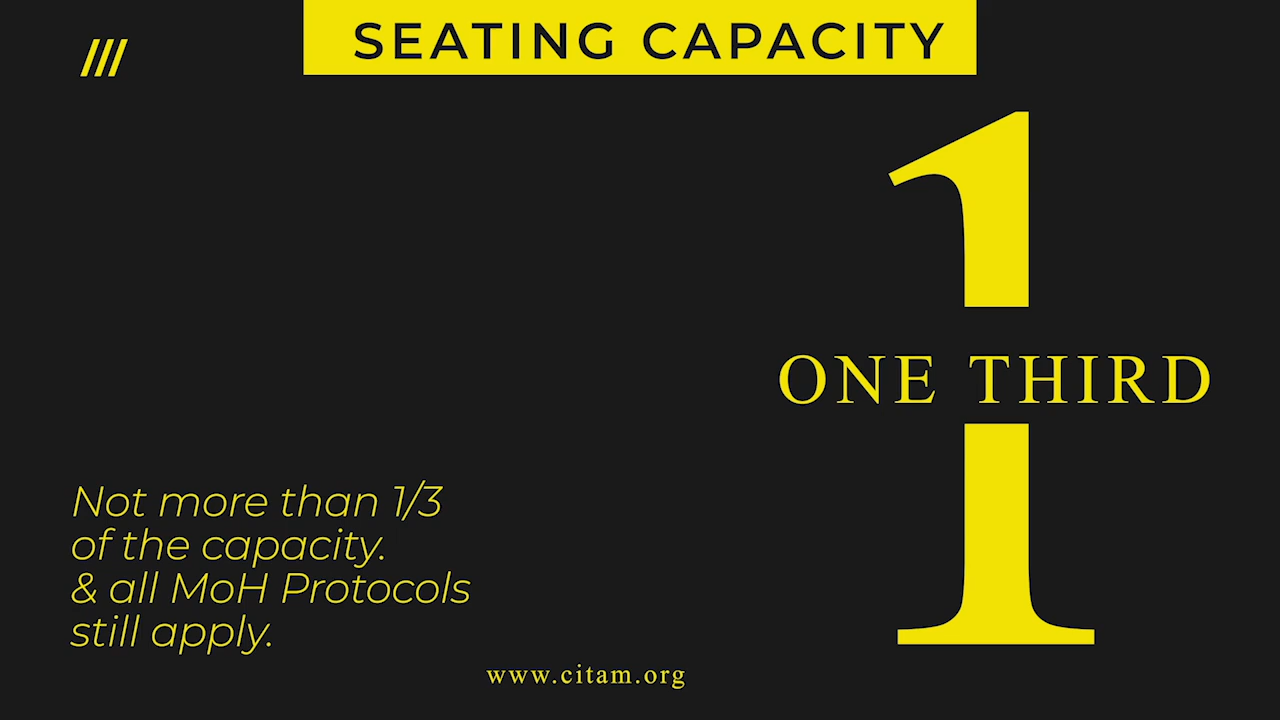 SEATING CAPACITY
1
ONE THIRD
Not more than 1/3
of the capacity.
& all MoH Protocols
still apply.
www.citam.org